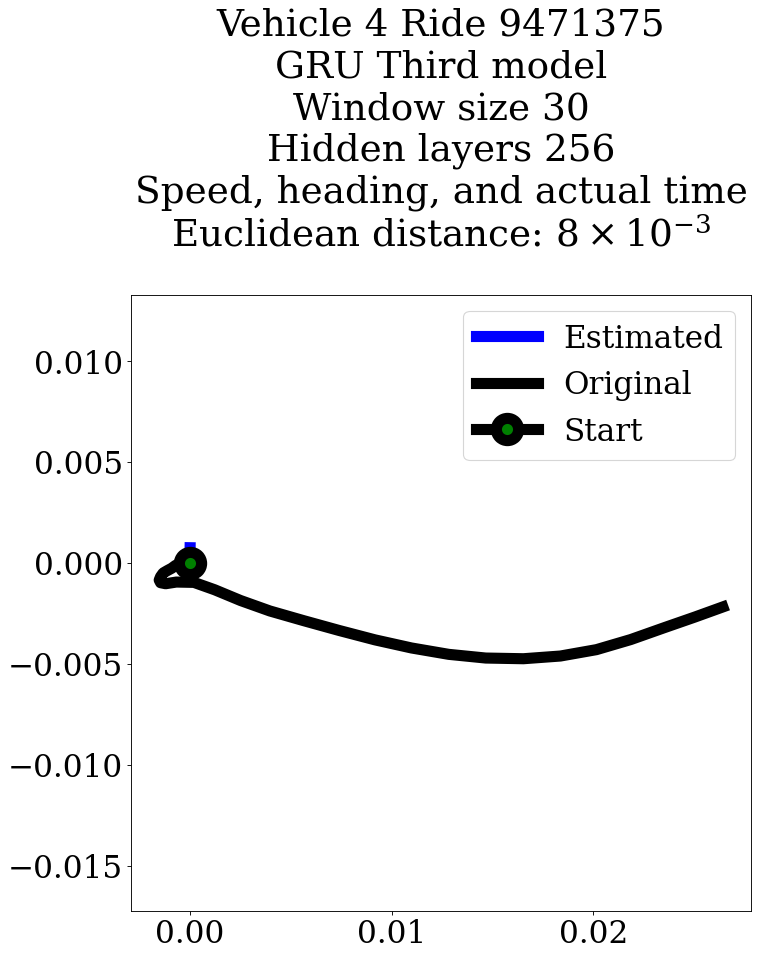 Vehicle 4 Ride 9471375
GRU Third model
Window size 30
Hidden layers 256
Speed, heading, and actual time
Euclidean distance: 8 × 10⁻³
Estimated
Original
Start
0.010
0.005
0.000
−0.005
−0.010
−0.015
0.00 0.01 0.02